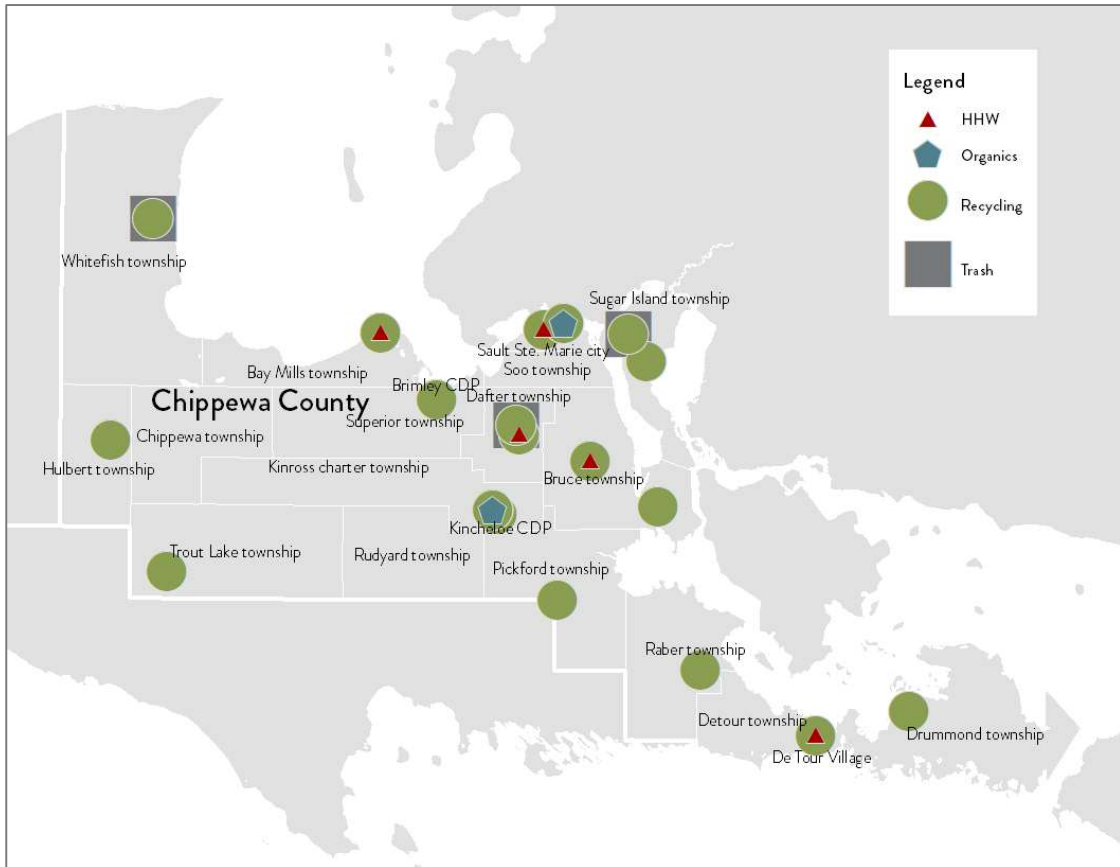 Legend
HHW
Organics
Recycling
Trash
Whitefish township
Sugar Island township
Sault Ste. Marie city
Soo township
Bay Mills township
Brimley CDP
Dafter township
Chippewa County
Superior township
Chippewa township
Hulbert township
Kinross charter township
Bruce township
Kincheloe CDP
Trout Lake township
Rudyard township
Pickford township
Raber township
Detour township
Drummond township
De Tour Village